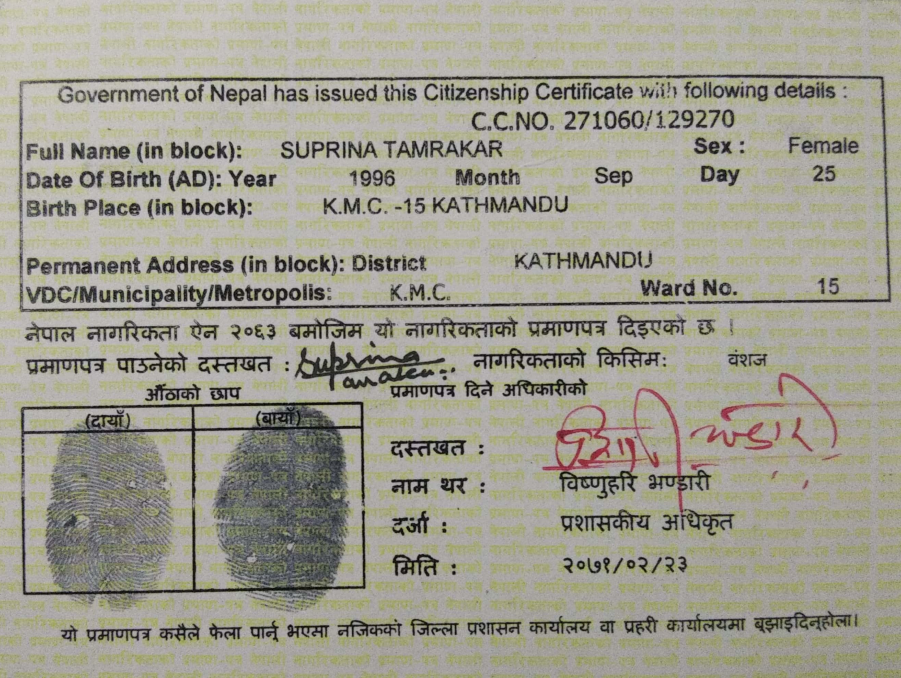 Government of Nepal has issued this Citizenship Certificate with following details :
C.C.NO. 271060/129270
Full Name (in block): SUPRINA TAMRAKAR Sex : Female
Date Of Birth (AD): Year 1996 Month Sep Day 25
Birth Place (in block): K.M.C. -15 KATHMANDU
Permanent Address (in block): District KATHMANDU
VDC/Municipality/Metropolis: K.M.C. Ward No. 15
नेपाल नागरिकता ऐन २०६३ बमोजिम यो नागरिकताको प्रमाणपत्र दिइएको छ ।
प्रमाणपत्र पाउनेको दस्तखत : Suprina नागरिकताको किसिमः वंशज
औंठाको छाप प्रमाणपत्र दिने अधिकारीको
(दायाँ) (बायाँ)
दस्तखत :
नाम थर : विष्णुहरि भण्डारी
दर्जा : प्रशासकीय अधिकृत
मिति : २०७१/०२/२३
यो प्रमाणपत्र कसैले फेला पार्नु भएमा नजिकको जिल्ला प्रशासन कार्यालय वा प्रहरी कार्यालयमा बुझाइदिनुहोला।